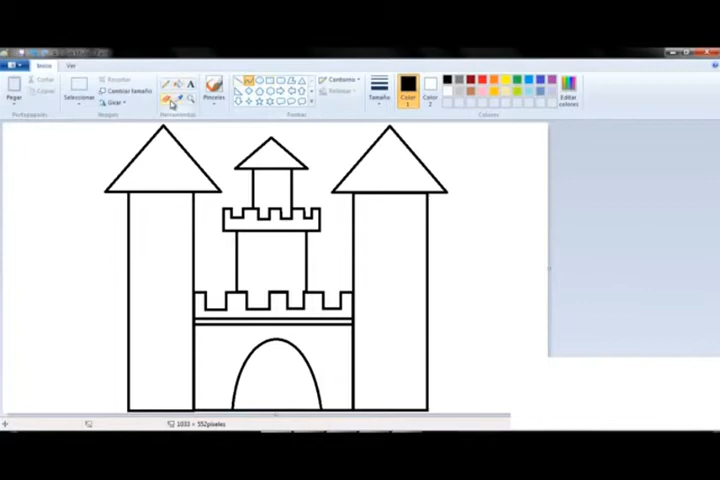 Inicio Ver
Pegar
Portapapeles
Seleccionar
Recortar
Cambiar tamaño
Girar
Imagen
A
Herramientas
Pinceles
Contorno
Rellenar
Formas
Tamaño
Color 1
Color 2
Editar colores
Colores
Cortar
Copiar
1033 × 552píxeles